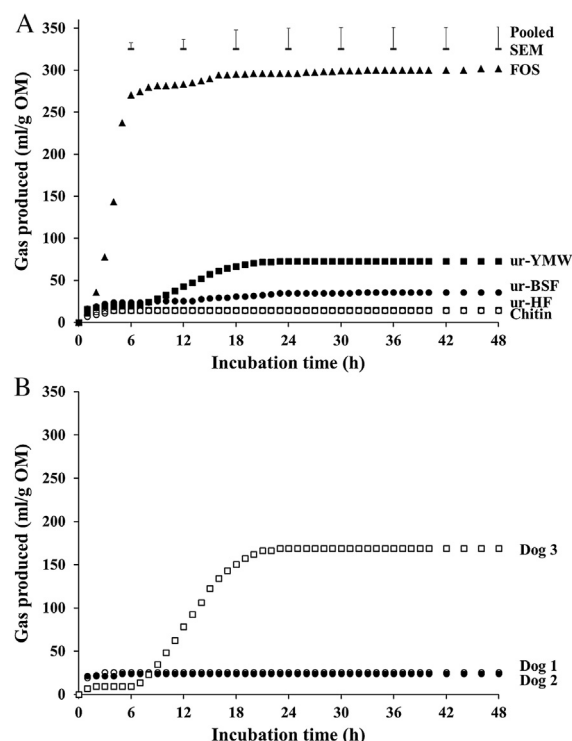 A
350
300
250
200
150
100
50
0
Gas produced (ml/g OM)
Pooled
SEM
FOS
ur-YMW
ur-BSF
ur-HF
Chitin
0 6 12 18 24 30 36 42 48
Incubation time (h)
B
350
300
250
200
150
100
50
0
Gas produced (ml/g OM)
Dog 3
Dog 1
Dog 2
0 6 12 18 24 30 36 42 48
Incubation time (h)